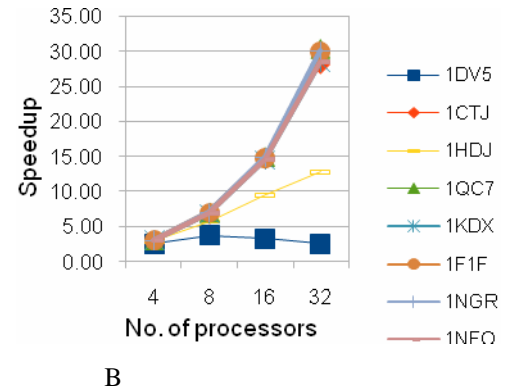 35.00
30.00
25.00
20.00
15.00
10.00
5.00
0.00
Speedup
4 8 16 32
No. of processors
1DV5
1CTJ
1HDJ
1QC7
1KDX
1F1F
1NGR
B